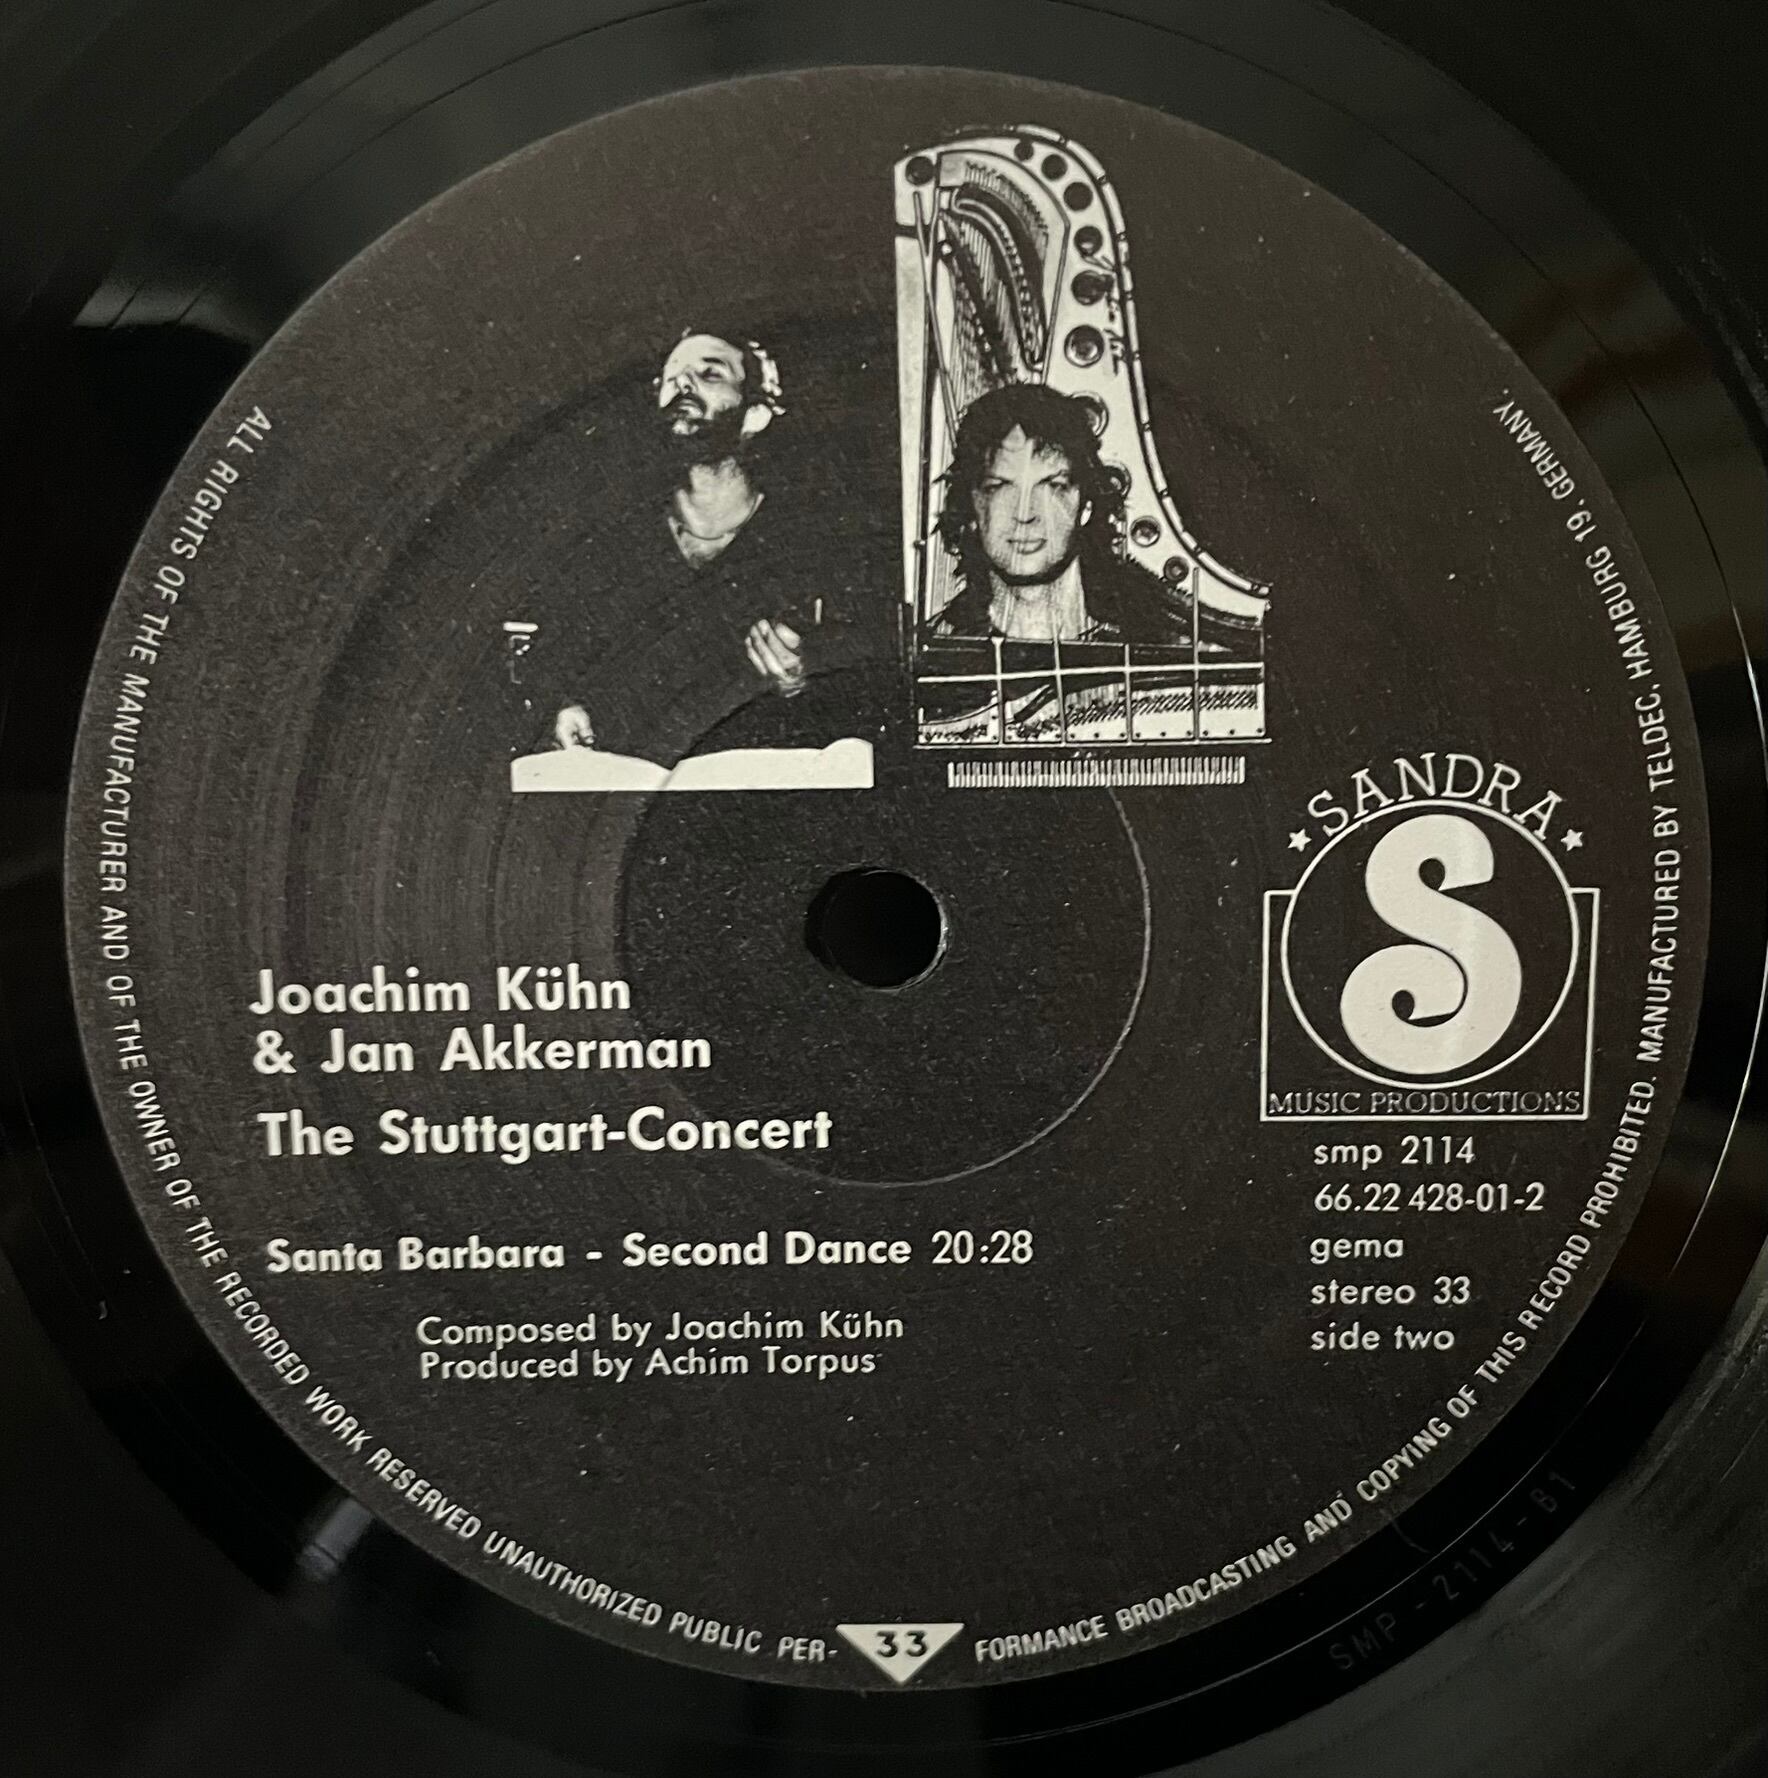 SANDRA
S
MUSIC PRODUCTIONS
Joachim Kühn
& Jan Akkerman
The Stuttgart-Concert
Santa Barbara - Second Dance 20:28
Composed by Joachim Kühn
Produced by Achim Torpus
smp 2114
66.22 428-01-2
gema
stereo 33
side two
ALL RIGHTS OF THE MANUFACTURER AND OF THE OWNER OF THE RECORDED WORK RESERVED UNAUTHORIZED PUBLIC PER-
33
FORMANCE BROADCASTING AND COPYING OF THIS RECORD PROHIBITED. MANUFACTURED BY TELDEC, HAMBURG 19, GERMANY.
SMP - 2114 - B1